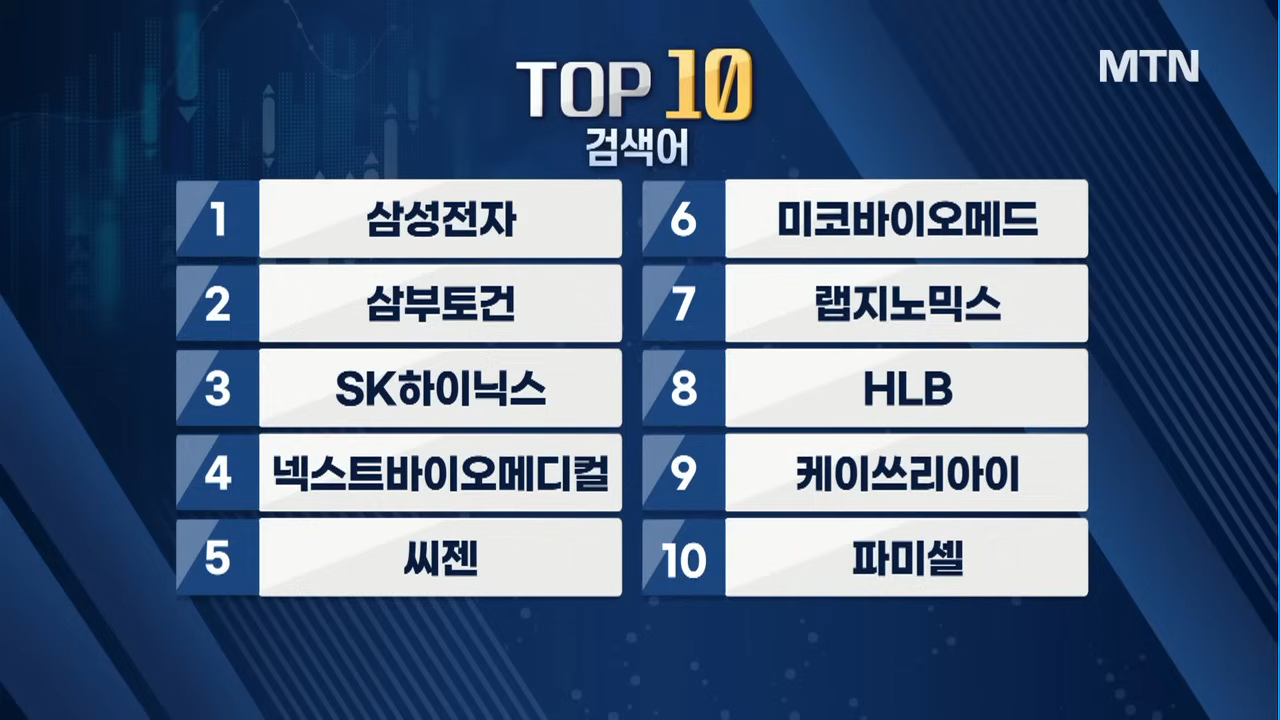 TOP 10
검색어
MTN
1 삼성전자
2 삼부토건
3 SK하이닉스
4 넥스트바이오메디컬
5 씨젠
6 미코바이오메드
7 랩지노믹스
8 HLB
9 케이쓰리아이
10 파미셀